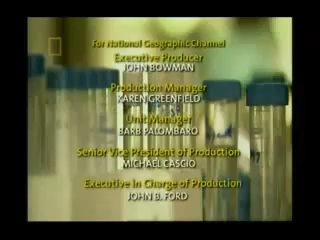 For National Geographic Channel
Executive Producer
JOHN BOWMAN
Production Manager
KAREN GREENFIELD
Unit Manager
BARB PALOMBARO
Senior Vice President of Production
MICHAEL CASCIO
Executive In Charge of Production
JOHN B. FORD